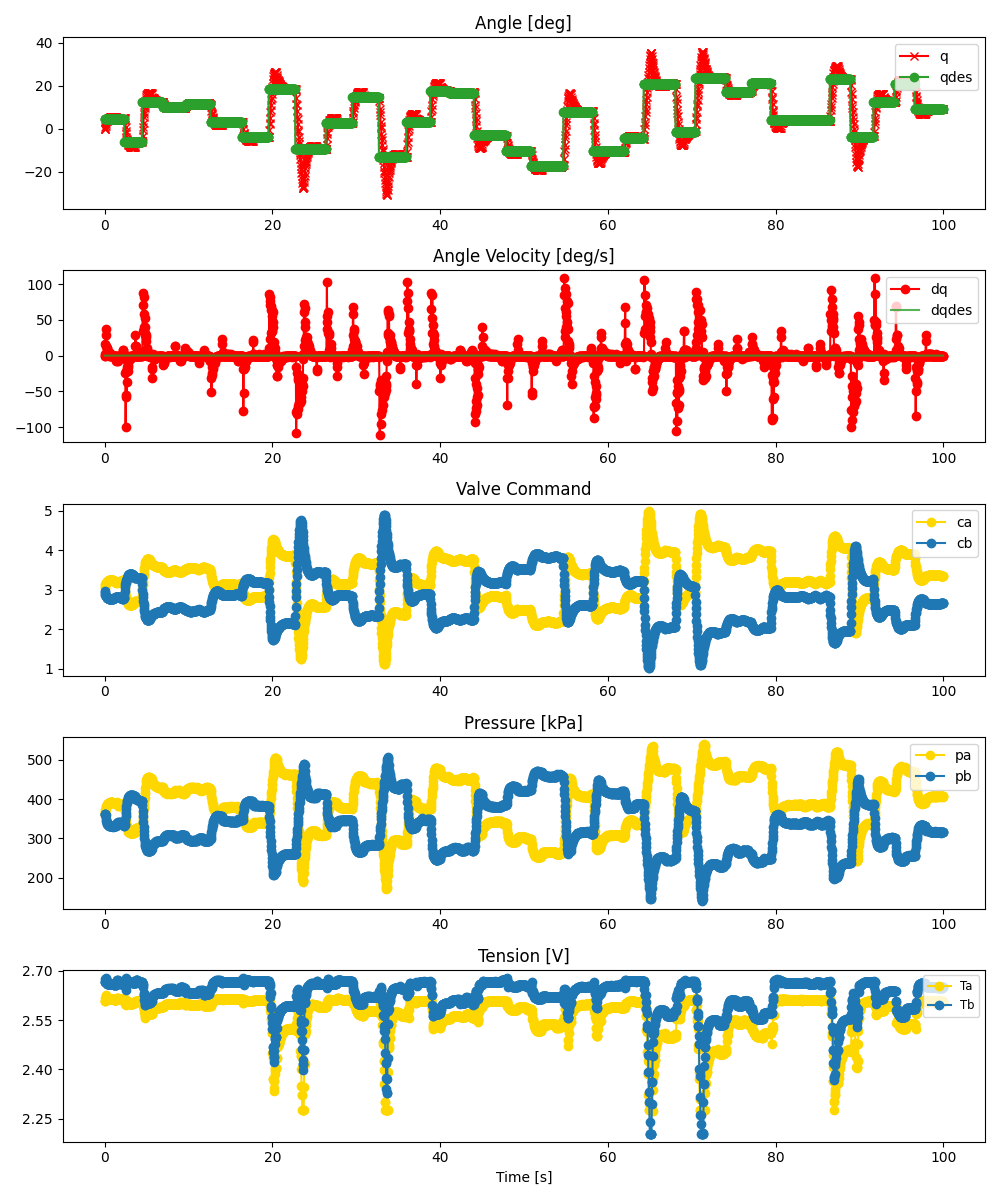 Angle [deg]
40
20
0
−20
q
qdes
0 20 40 60 80 100
Angle Velocity [deg/s]
100
50
0
−50
−100
dq
dqdes
0 20 40 60 80 100
Valve Command
5
4
3
2
1
ca
cb
0 20 40 60 80 100
Pressure [kPa]
500
400
300
200
pa
pb
0 20 40 60 80 100
Tension [V]
2.70
2.55
2.40
2.25
Ta
Tb
0 20 40 60 80 100
Time [s]